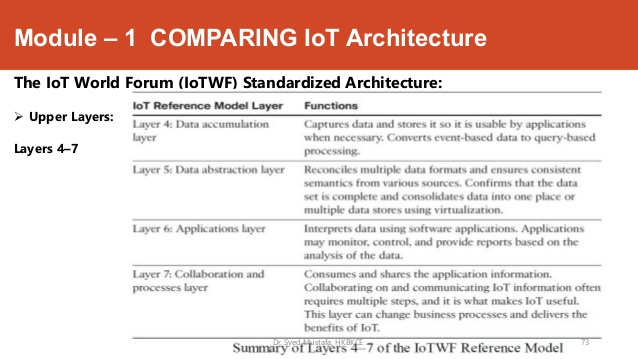 Module – 1 COMPARING IoT Architecture
The IoT World Forum (IoTWF) Standardized Architecture:
➢ Upper Layers:
Layers 4–7
IoT Reference Model Layer Functions
Layer 4: Data accumulation
layer
Captures data and stores it so it is usable by applications
when necessary. Converts event-based data to query-based
processing.
Layer 5: Data abstraction layer
Reconciles multiple data formats and ensures consistent
semantics from various sources. Confirms that the data
set is complete and consolidates data into one place or
multiple data stores using virtualization.
Layer 6: Applications layer
Interprets data using software applications. Applications
may monitor, control, and provide reports based on the
analysis of the data.
Layer 7: Collaboration and
processes layer
Consumes and shares the application information.
Collaborating on and communicating IoT information often
requires multiple steps, and it is what makes IoT useful.
This layer can change business processes and delivers the
benefits of IoT.
Dr.Syed Mustafa, HKBKCE. 73
Summary of Layers 4–7 of the IoTWF Reference Model